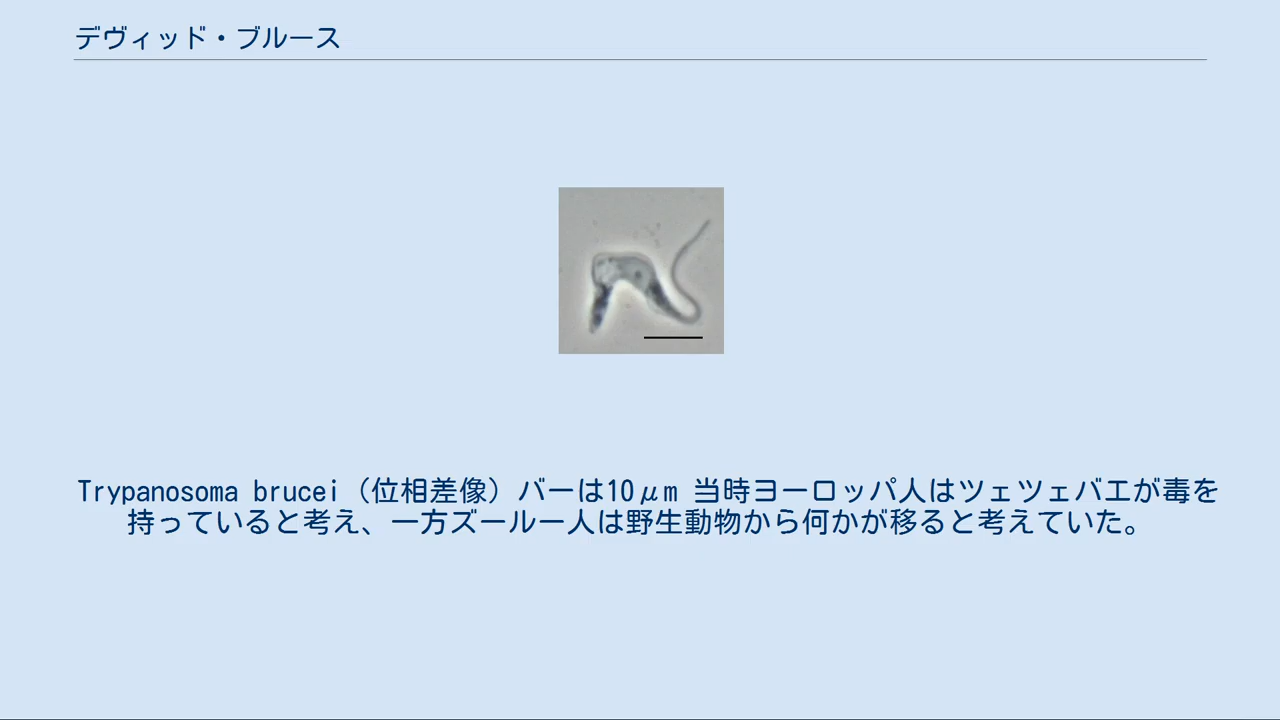 デヴィッド・ブルース
Trypanosoma brucei（位相差像）バーは10μm 当時ヨーロッパ人はツェツェバエが毒を
持っていると考え、一方ズールー人は野生動物から何かが移ると考えていた。